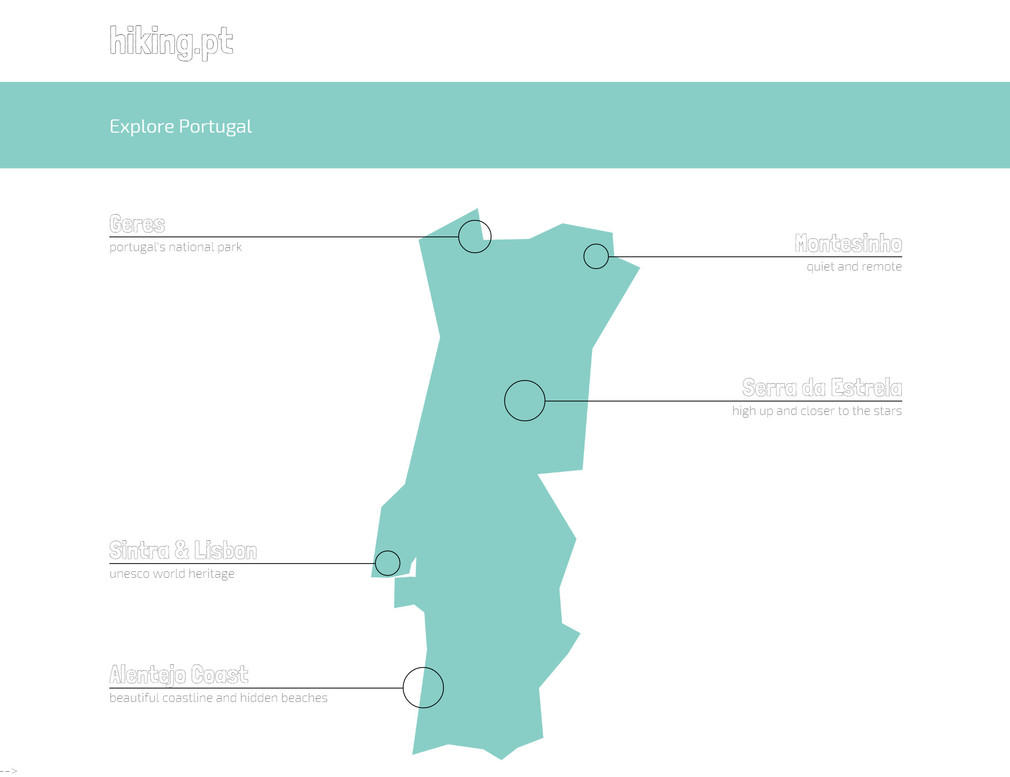 hiking.pt
Explore Portugal
Geres
portugal's national park
Montesinho
quiet and remote
Serra da Estrela
high up and closer to the stars
Sintra & Lisbon
unesco world heritage
Alentejo Coast
beautiful coastline and hidden beaches
-->